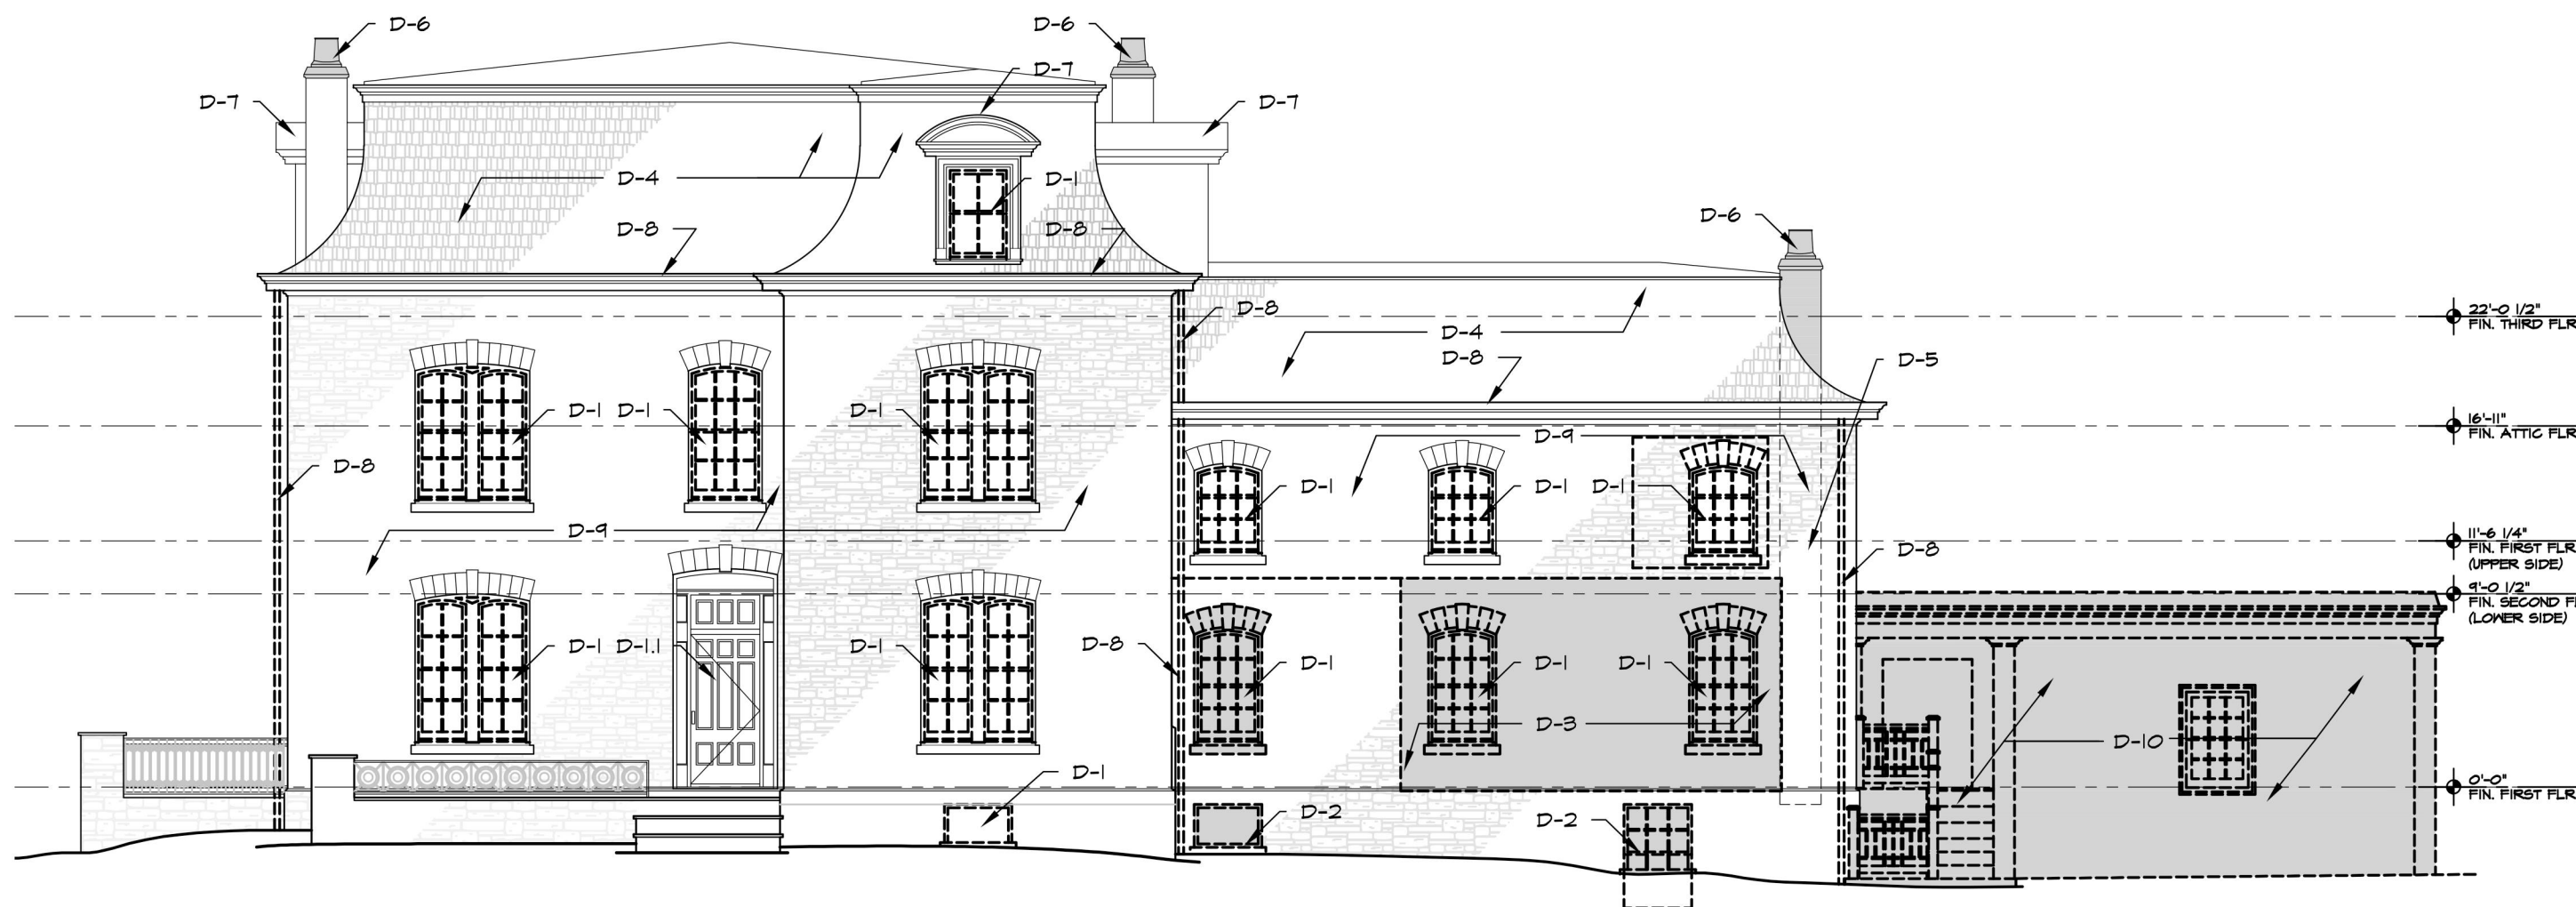 D-6
D-6
D-7
D-7
D-7
D-4
D-1
D-6
D-8
D-8
D-8
22'-0 1/2"
FIN. THIRD FLR
D-4
D-8
D-5
D-1
D-1
D-1
16'-11"
FIN. ATTIC FLR
D-9
D-8
D-1
D-1
D-1
D-9
11'-6 1/4"
FIN. FIRST FLR
(UPPER SIDE)
D-8
9'-0 1/2"
FIN. SECOND F
(LOWER SIDE)
D-1
D-1.1
D-1
D-8
D-1
D-1
D-1
D-3
D-10
D-1
0'-0"
FIN. FIRST FLR
D-2
D-2